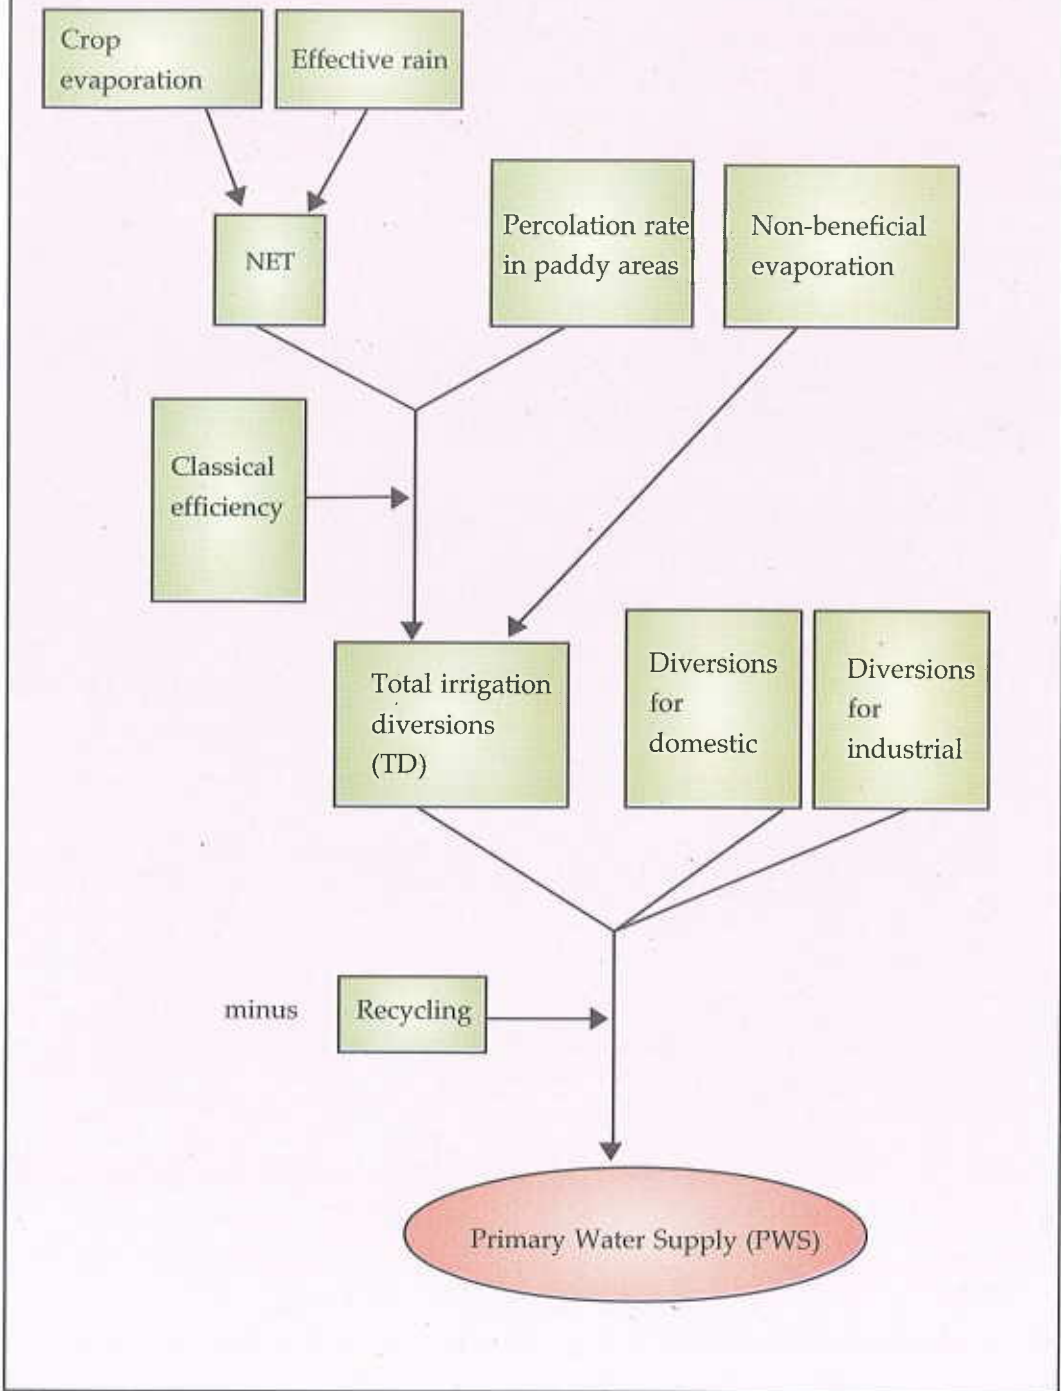 Crop
evaporation
Effective rain
NET
Percolation rate
in paddy areas
Non-beneficial
evaporation
Classical
efficiency
Total irrigation
diversions
(TD)
Diversions
for
domestic
Diversions
for
industrial
minus
Recycling
Primary Water Supply (PWS)